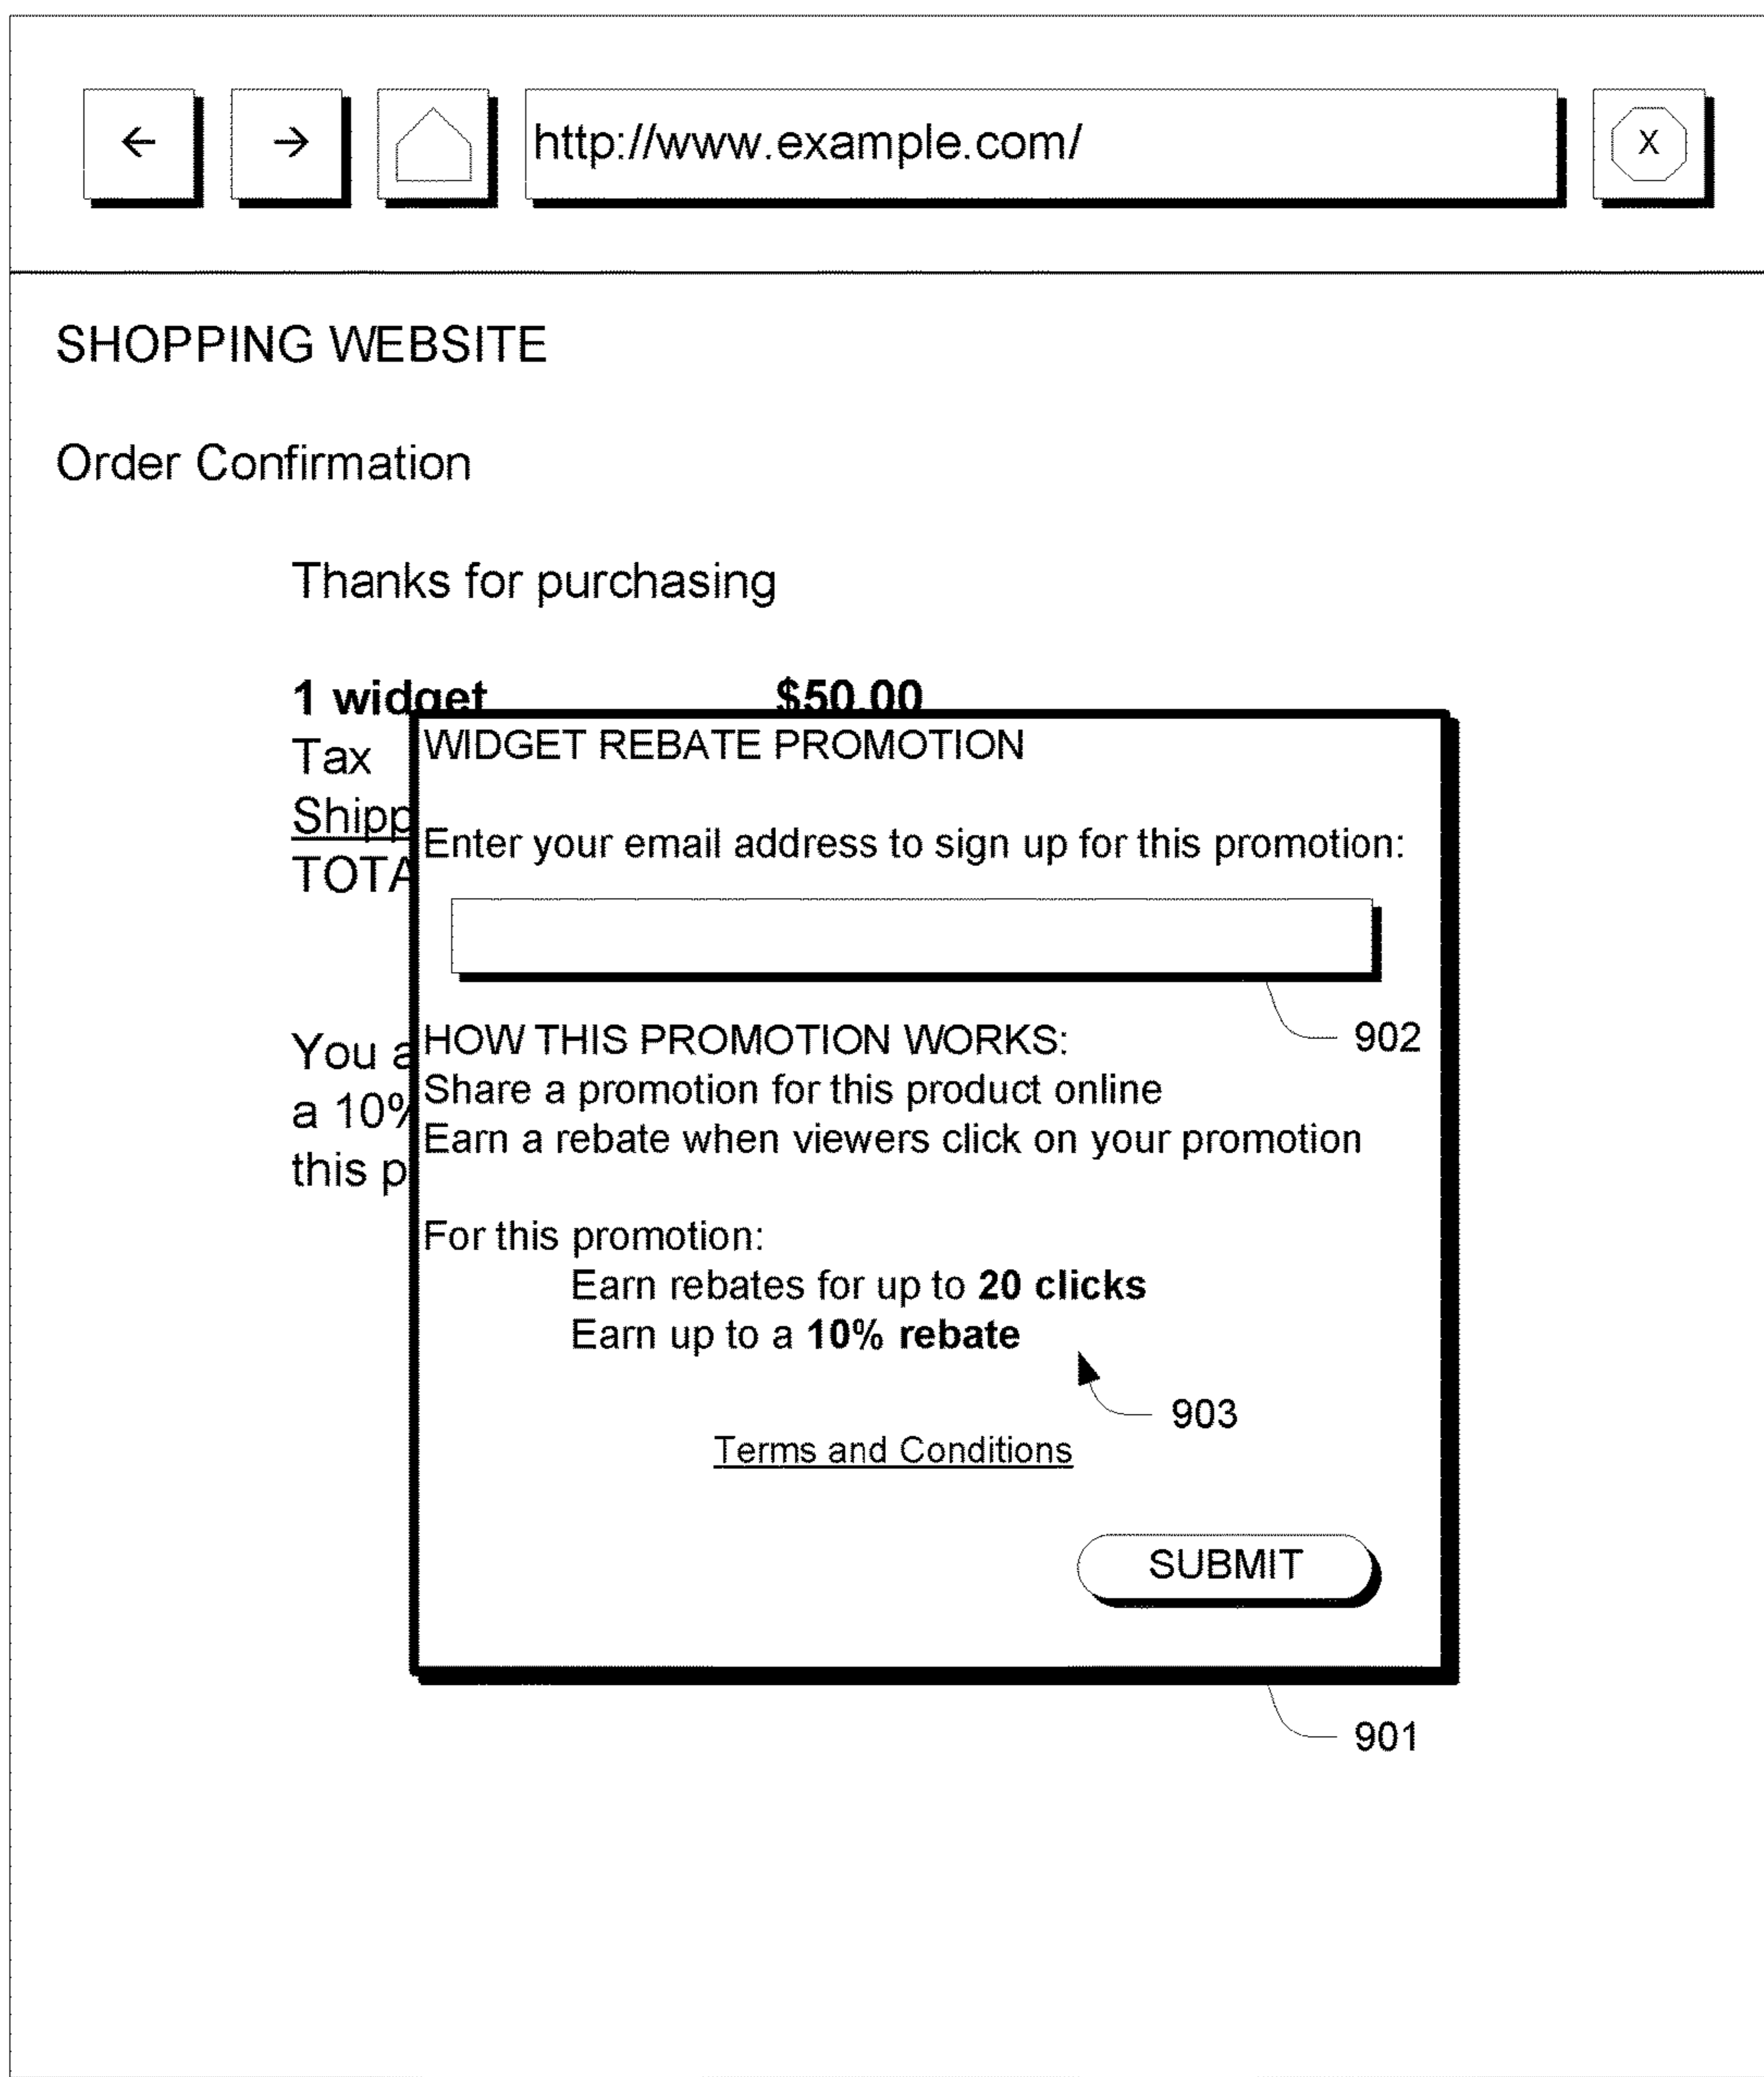 ← → http://www.example.com/ X
SHOPPING WEBSITE
Order Confirmation
Thanks for purchasing
1 widget $50.00
Tax
Shipp
TOTA
WIDGET REBATE PROMOTION
Enter your email address to sign up for this promotion:
902
You a
a 10%
this p
HOW THIS PROMOTION WORKS:
Share a promotion for this product online
Earn a rebate when viewers click on your promotion
For this promotion:
Earn rebates for up to 20 clicks
Earn up to a 10% rebate
903
Terms and Conditions
SUBMIT
901